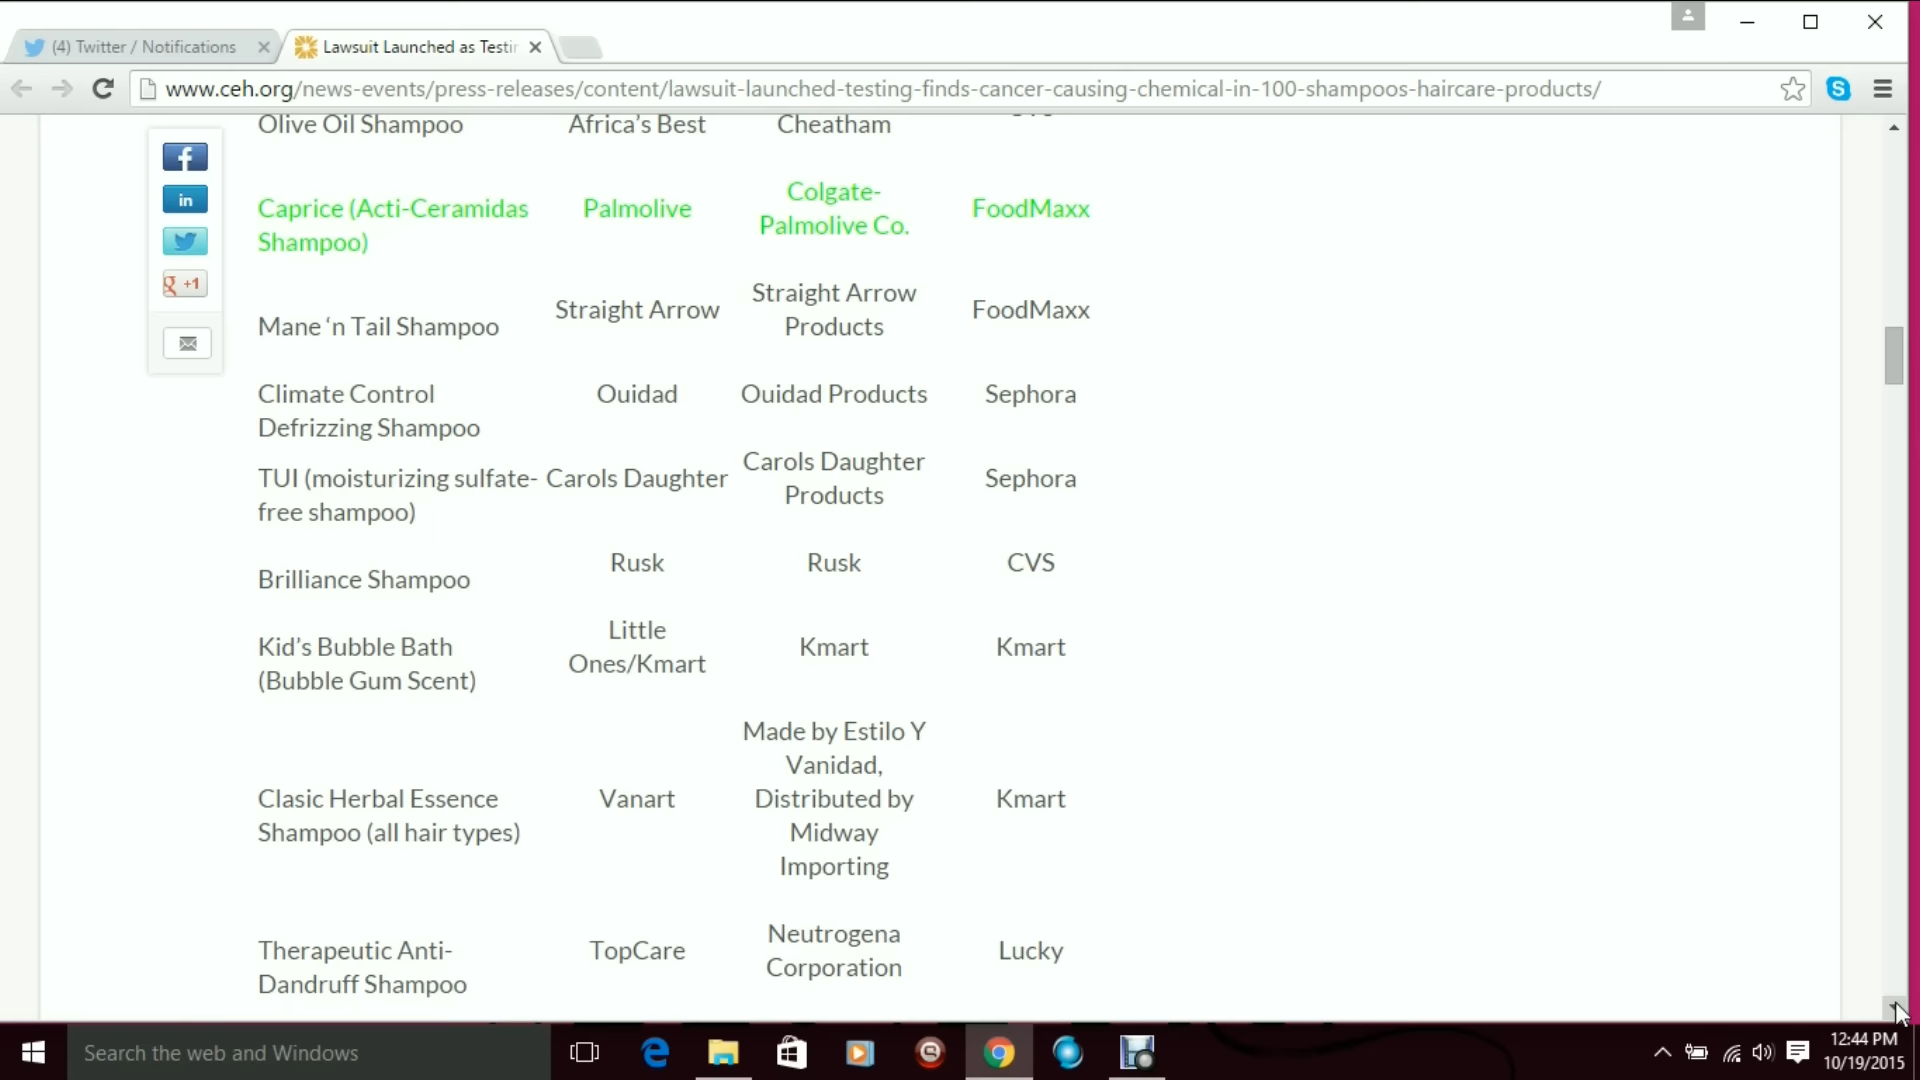 (4) Twitter / Notifications
Lawsuit Launched as Testin
www.ceh.org/news-events/press-releases/content/lawsuit-launched-testing-finds-cancer-causing-chemical-in-100-shampoos-haircare-products/
S
Olive Oil Shampoo Africa’s Best Cheatham
f
in
g +1
Colgate-
Caprice (Acti-Ceramidas Palmolive FoodMaxx
Palmolive Co.
Shampoo)
Straight Arrow
Straight Arrow FoodMaxx
Mane ‘n Tail Shampoo Products
Climate Control Ouidad Ouidad Products Sephora
Defrizzing Shampoo
Carols Daughter
TUI (moisturizing sulfate- Carols Daughter Sephora
Products
free shampoo)
Rusk Rusk CVS
Brilliance Shampoo
Little
Kid’s Bubble Bath Kmart Kmart
Ones/Kmart
(Bubble Gum Scent)
Made by Estilo Y
Vanidad,
Clasic Herbal Essence Vanart Distributed by Kmart
Shampoo (all hair types) Midway
Importing
Neutrogena
Therapeutic Anti- TopCare Lucky
Corporation
Dandruff Shampoo
Search the web and Windows
12:44 PM
10/19/2015